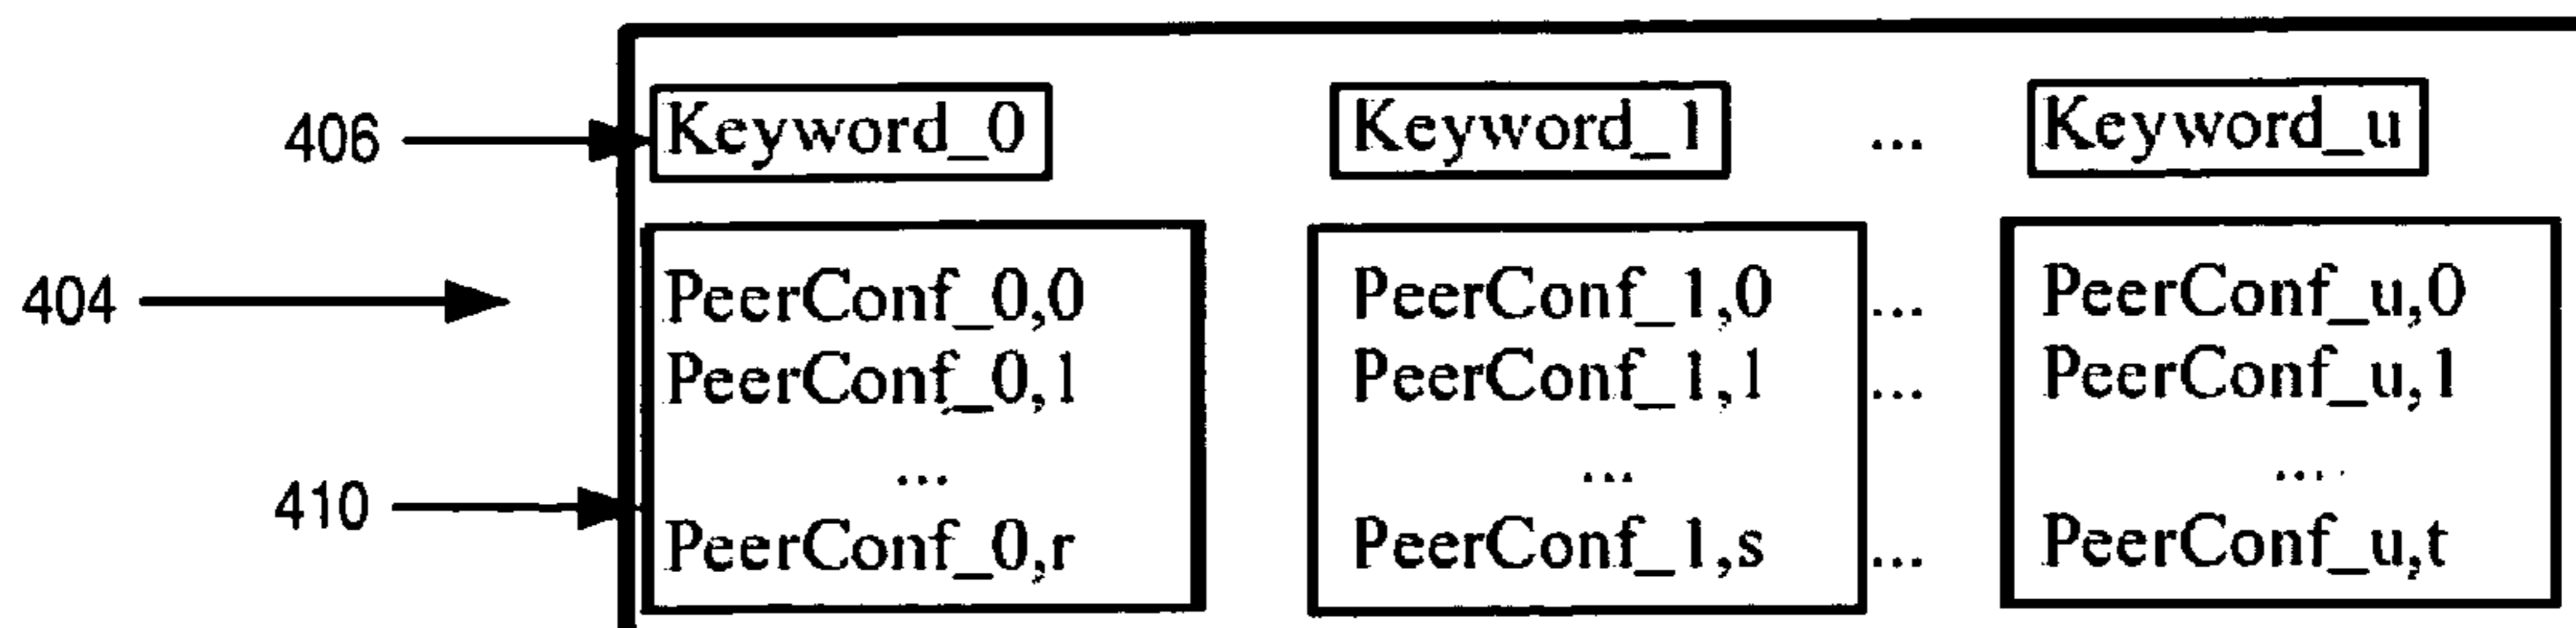 406 Keyword_0 Keyword_1 ... Keyword_u
404 PeerConf_0,0 PeerConf_1,0 ... PeerConf_u,0
PeerConf_0,1 PeerConf_1,1 ... PeerConf_u,1
... ... ....
410 PeerConf_0,r PeerConf_1,s ... PeerConf_u,t